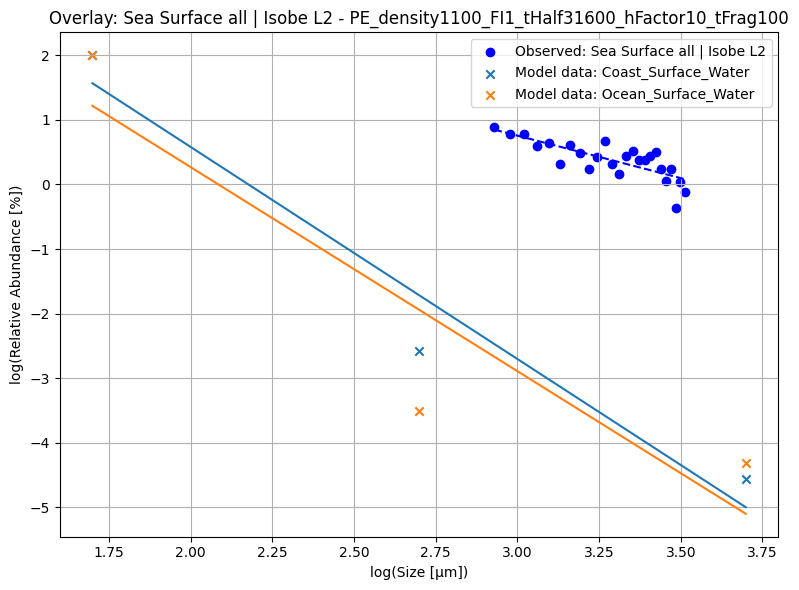 Overlay: Sea Surface all | Isobe L2 - PE_density1100_FI1_tHalf31600_hFactor10_tFrag100
Observed: Sea Surface all | Isobe L2
Model data: Coast_Surface_Water
Model data: Ocean_Surface_Water
log(Relative Abundance [%])
2
1
0
−1
−2
−3
−4
−5
1.75 2.00 2.25 2.50 2.75 3.00 3.25 3.50 3.75
log(Size [μm])